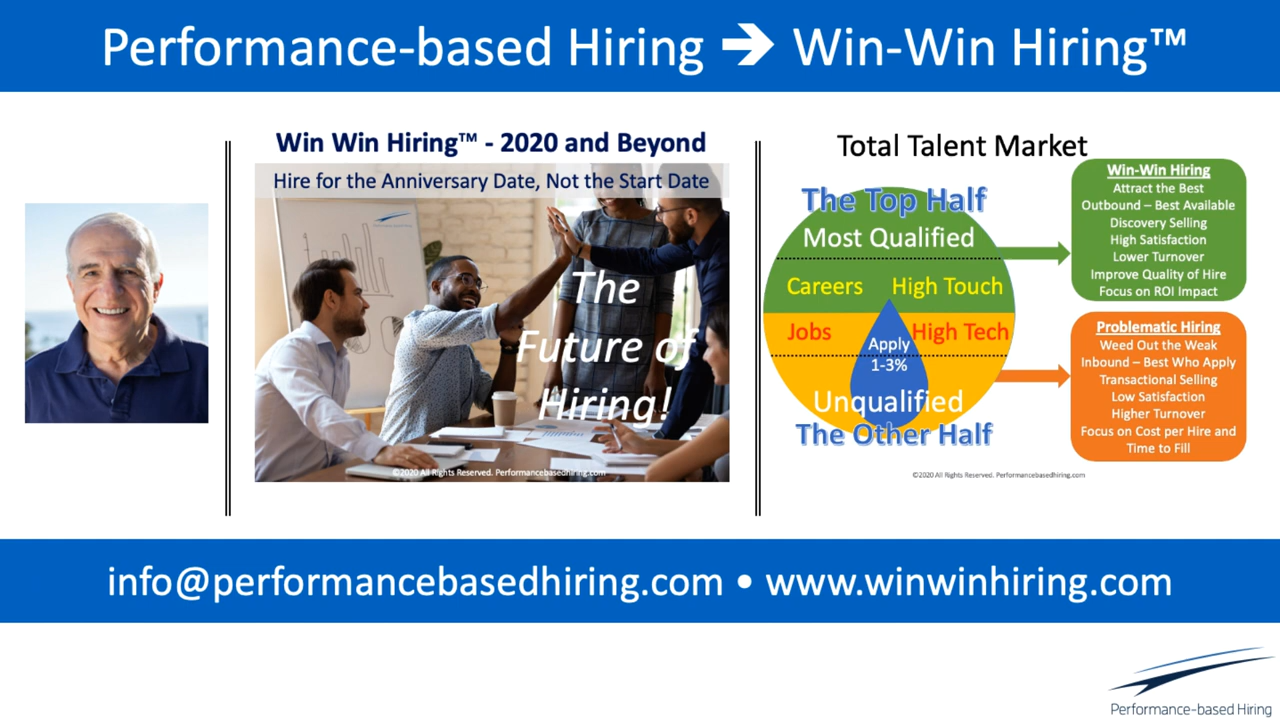 Performance-based Hiring ➔ Win-Win Hiring™
Win Win Hiring™ - 2020 and Beyond
Hire for the Anniversary Date, Not the Start Date
The
Future of
Hiring!
©2020 All Rights Reserved. Performancebasedhiring.com
Total Talent Market
The Top Half
Most Qualified
Careers High Touch
Jobs High Tech
Apply
1-3%
Unqualified
The Other Half
Win-Win Hiring
Attract the Best
Outbound – Best Available
Discovery Selling
High Satisfaction
Lower Turnover
Improve Quality of Hire
Focus on ROI Impact
Problematic Hiring
Weed Out the Weak
Inbound – Best Who Apply
Transactional Selling
Low Satisfaction
Higher Turnover
Focus on Cost per Hire and
Time to Fill
©2020 All Rights Reserved. Performancebasedhiring.com
info@performancebasedhiring.com • www.winwinhiring.com
Performance-based Hiring